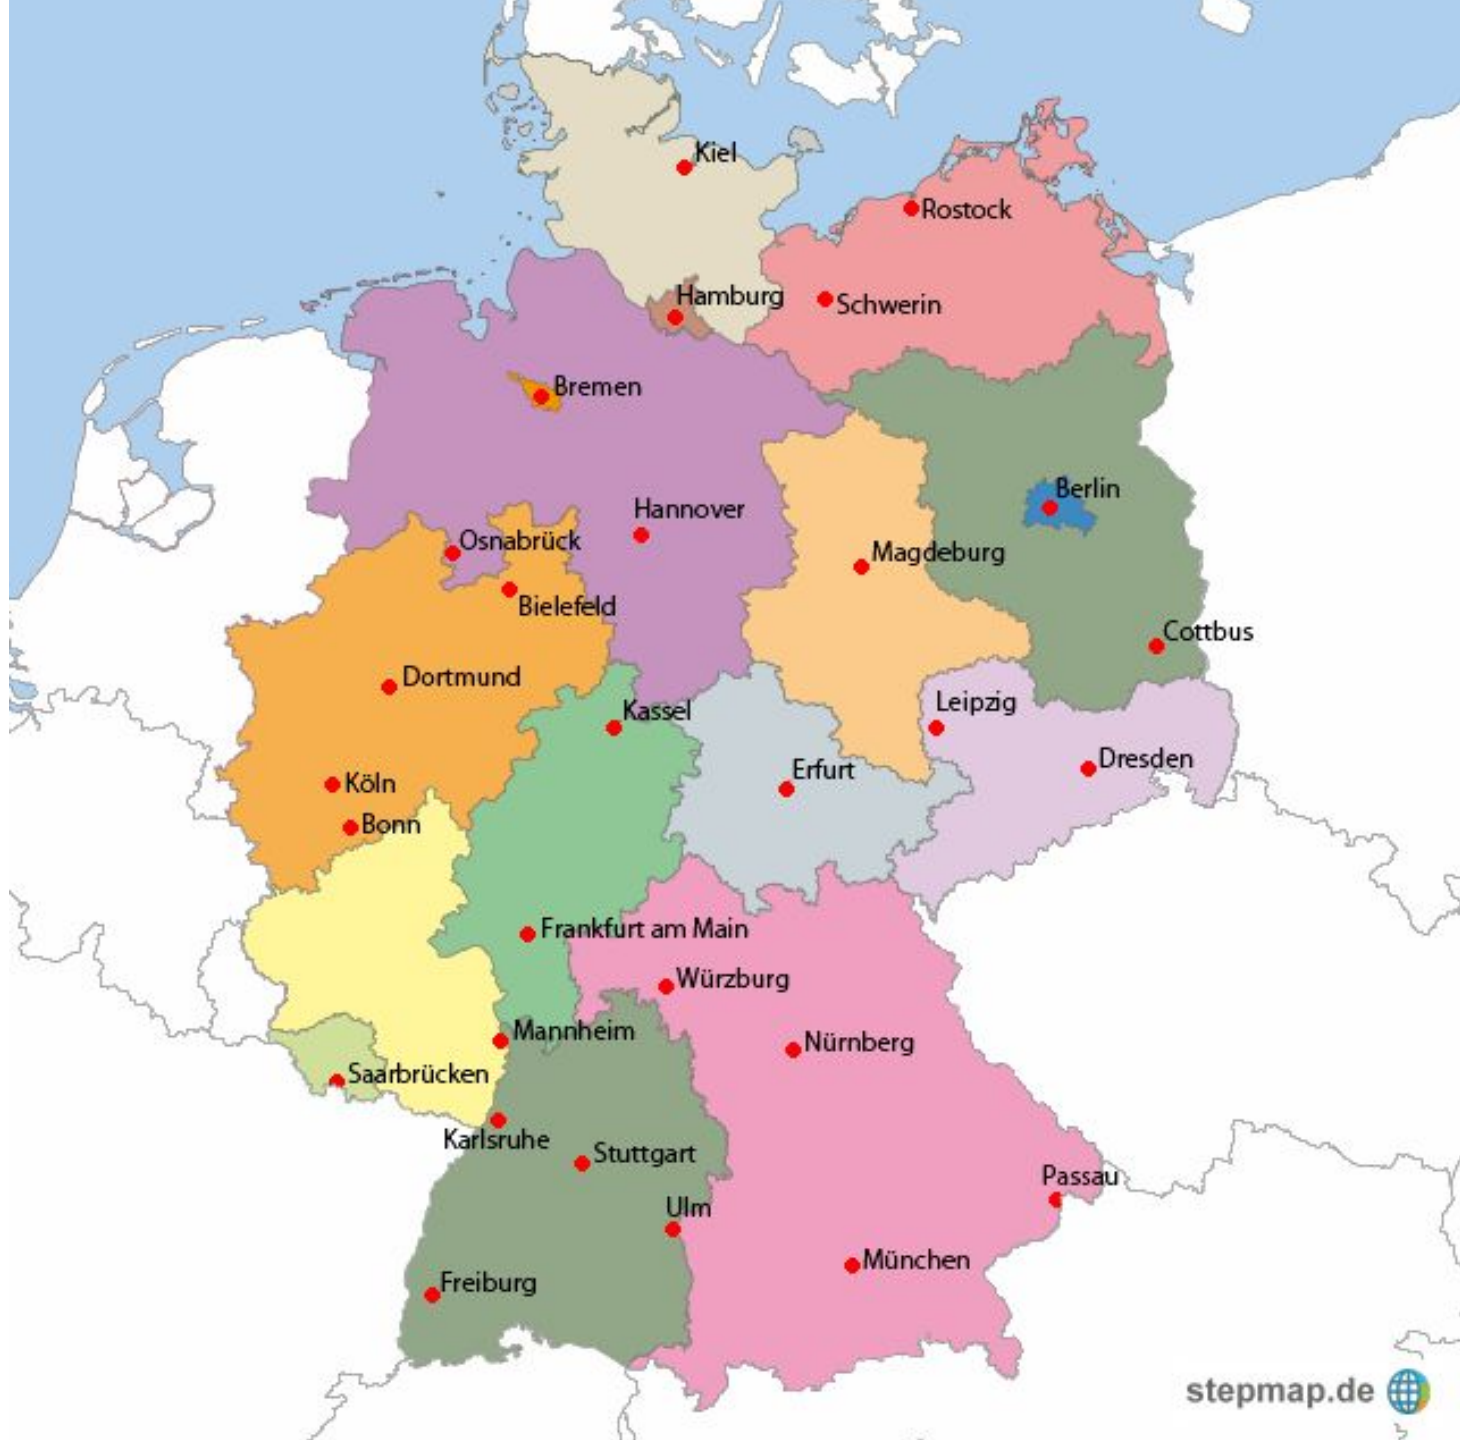 Kiel
Rostock
Hamburg
Schwerin
Bremen
Berlin
Hannover
Osnabrück
Magdeburg
Bielefeld
Cottbus
Dortmund
Leipzig
Kassel
Dresden
Erfurt
Köln
Bonn
Frankfurt am Main
Würzburg
Mannheim
Nürnberg
Saarbrücken
Karlsruhe
Stuttgart
Passau
Ulm
München
Freiburg
stepmap.de